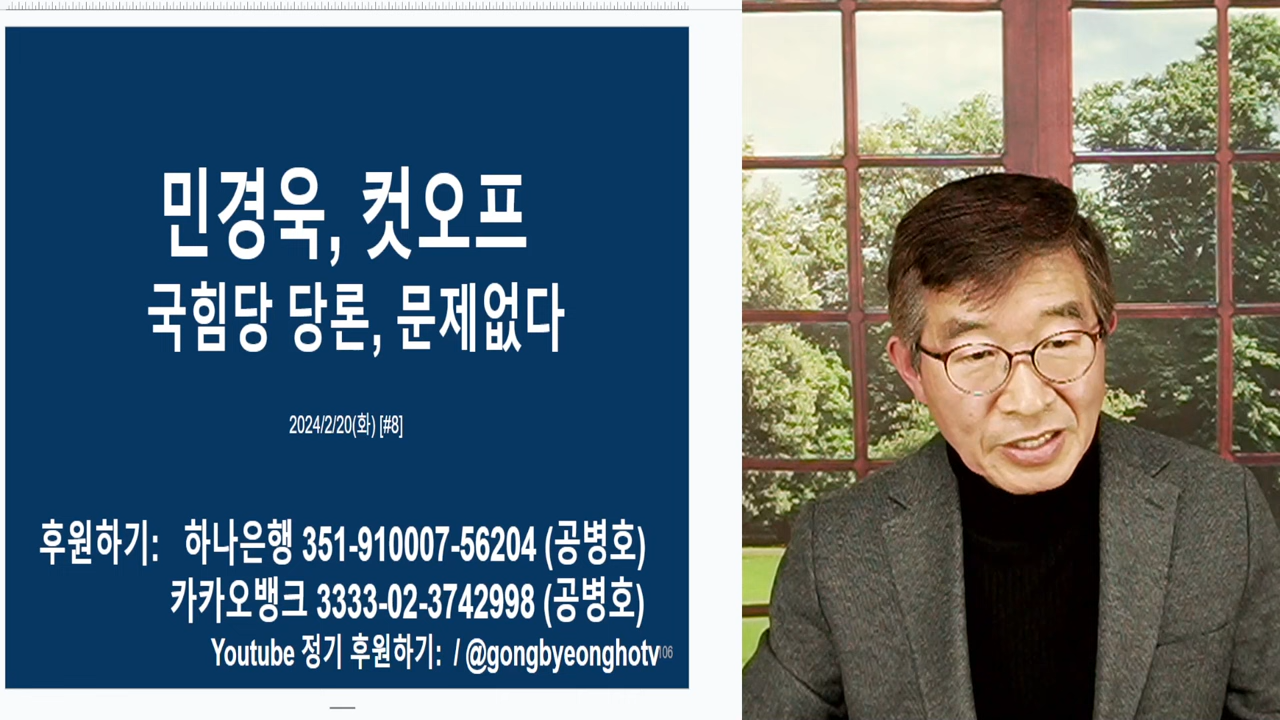 민경욱, 컷오프
국힘당 당론, 문제없다
2024/2/20(화) [#8]
후원하기: 하나은행 351-910007-56204 (공병호)
카카오뱅크 3333-02-3742998 (공병호)
Youtube 정기 후원하기: / @gongbyeonghotv
106